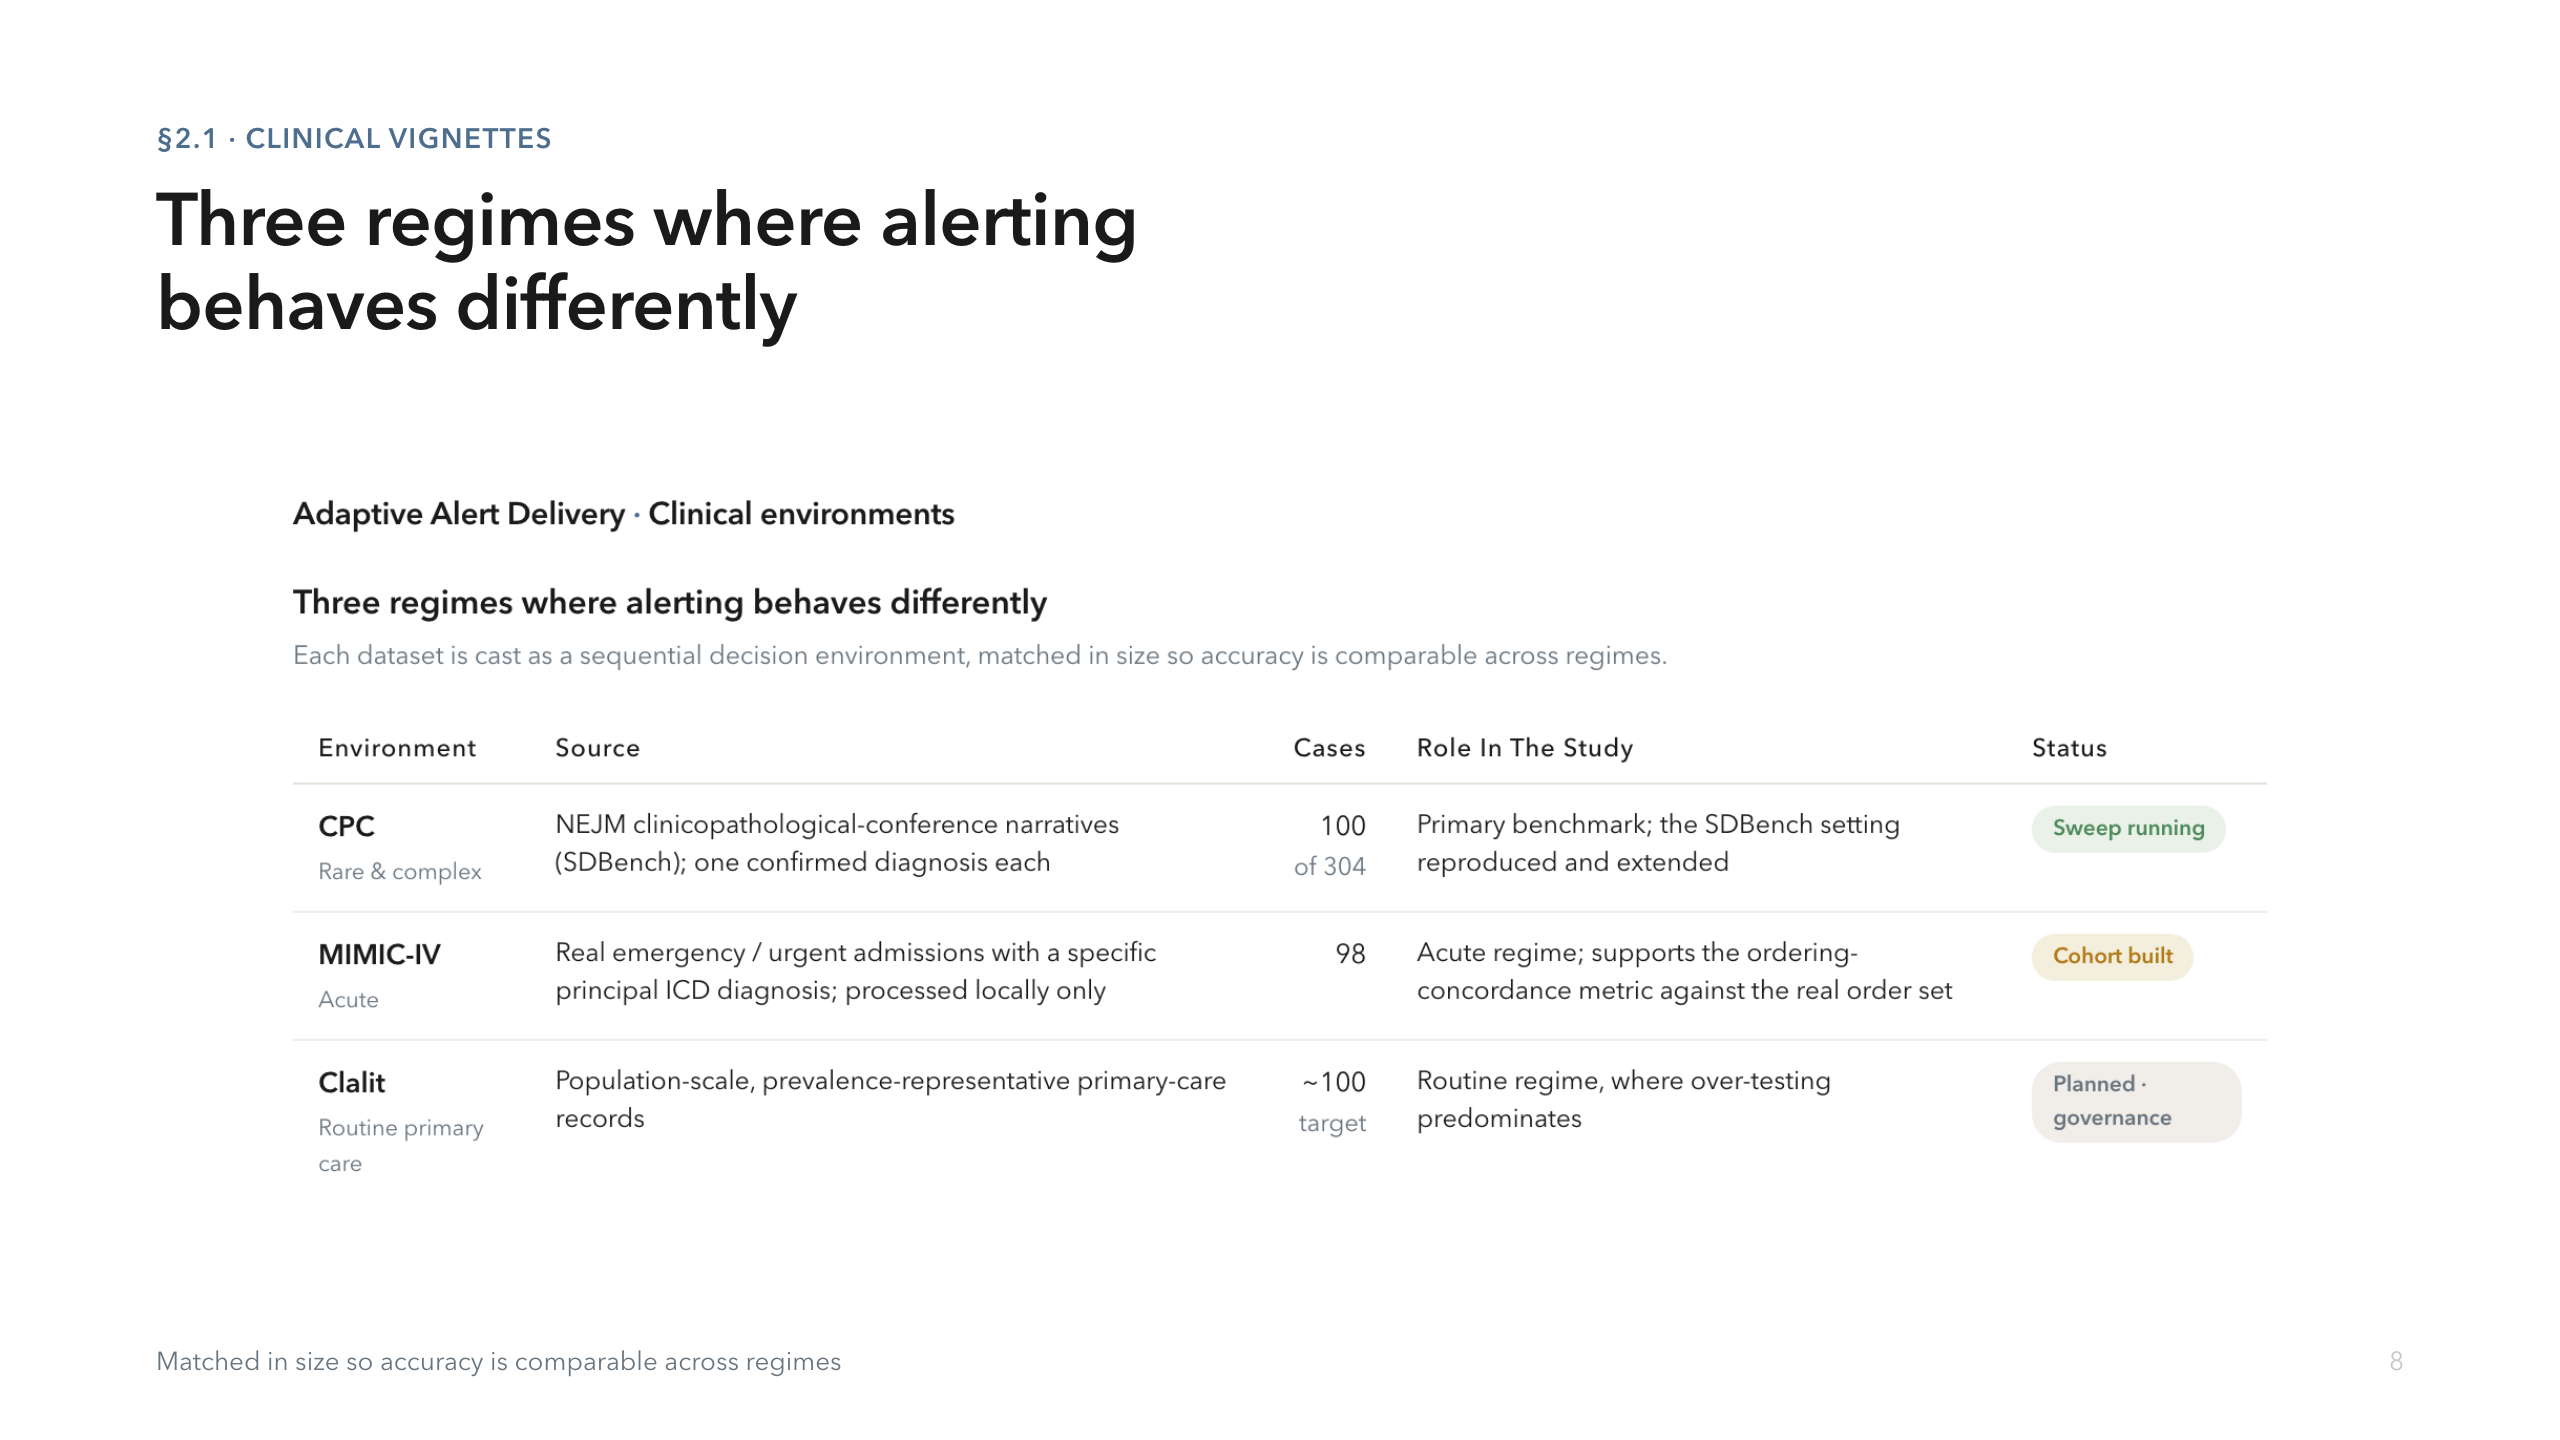 §2.1 · CLINICAL VIGNETTES
Three regimes where alerting
behaves differently
Adaptive Alert Delivery · Clinical environments
Three regimes where alerting behaves differently
Each dataset is cast as a sequential decision environment, matched in size so accuracy is comparable across regimes.
Environment Source Cases Role In The Study Status
CPC
Rare & complex
NEJM clinicopathological-conference narratives
(SDBench); one confirmed diagnosis each
100
of 304
Primary benchmark; the SDBench setting
reproduced and extended
Sweep running
MIMIC-IV
Acute
Real emergency / urgent admissions with a specific
principal ICD diagnosis; processed locally only
98
Acute regime; supports the ordering-
concordance metric against the real order set
Cohort built
Clalit
Routine primary
care
Population-scale, prevalence-representative primary-care
records
~100
target
Routine regime, where over-testing
predominates
Planned ·
governance
Matched in size so accuracy is comparable across regimes
8